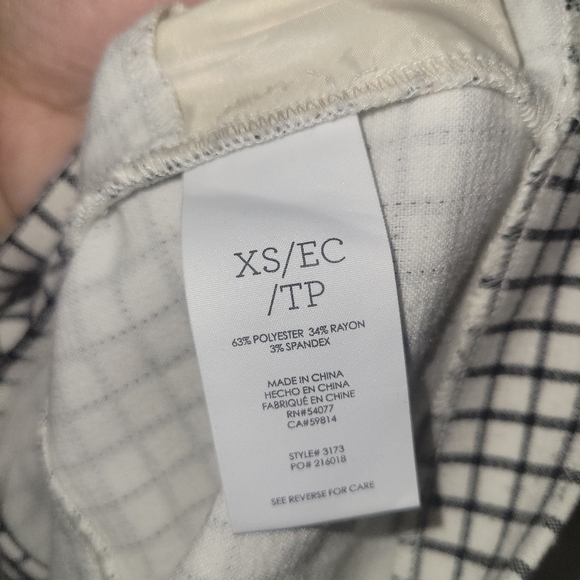 XS/EC
/TP
63% POLYESTER 34% RAYON
3% SPANDEX
MADE IN CHINA
HECHO EN CHINA
FABRIQUÉ EN CHINE
RN#54077
CA#59814
STYLE# 3173
PO# 216018
SEE REVERSE FOR CARE